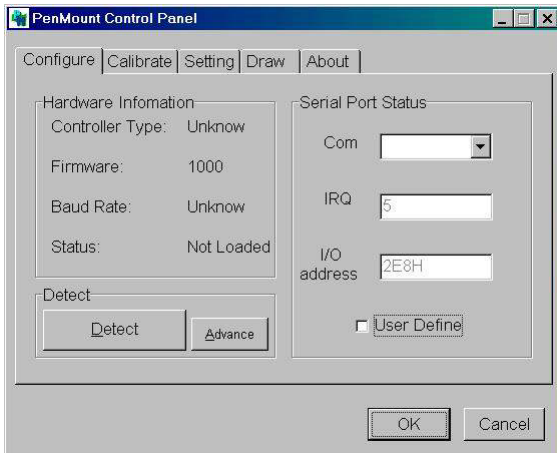 PenMount Control Panel
Configure Calibrate Setting Draw About
Hardware Infomation
Controller Type: Unknow
Firmware: 1000
Baud Rate: Unknow
Status: Not Loaded
Detect
Detect Advance
Serial Port Status
Com
IRQ 5
I/O
address 2E8H
User Define
OK Cancel